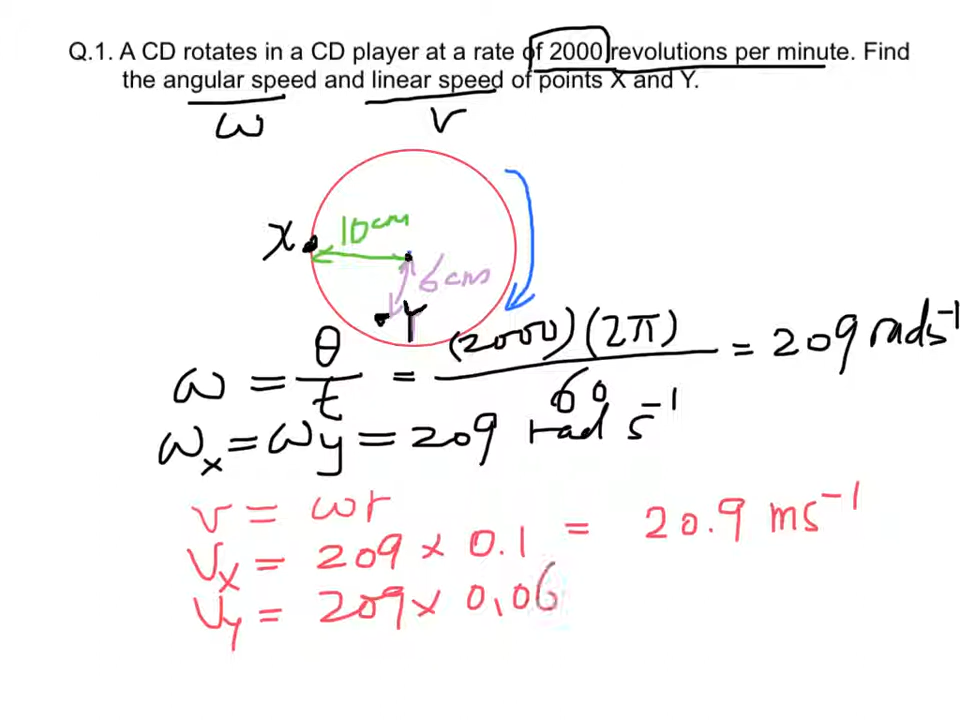 Q.1. A CD rotates in a CD player at a rate of 2000 revolutions per minute. Find
the angular speed and linear speed of points X and Y.
ω v
X 10cm
6cm
Y
ω = θ/t = (2000)(2π)/60 = 209 rads⁻¹
ωₓ = ωy = 209 rad s⁻¹
v = ωr
Vx = 209 × 0.1 = 20.9 ms⁻¹
Vy = 209 × 0.06